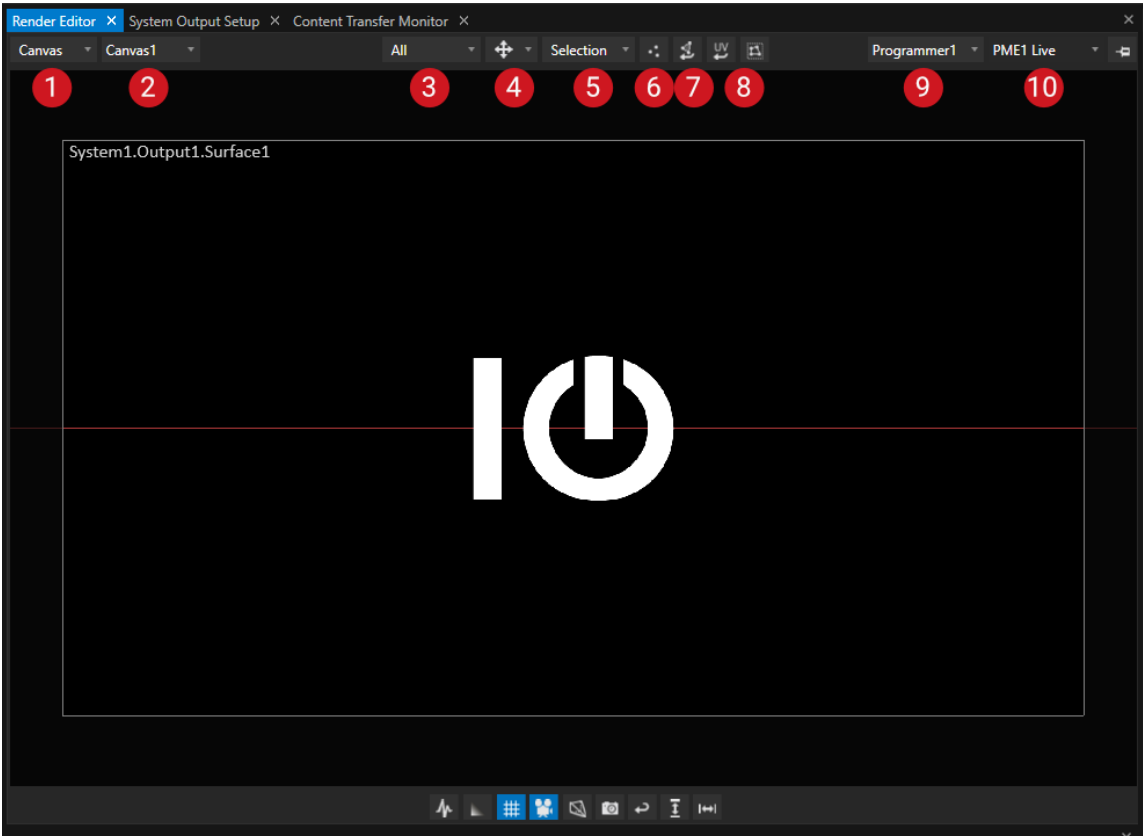 Render Editor × System Output Setup × Content Transfer Monitor ×
Canvas Canvas1 All Selection UV Programmer1 PME1 Live
1 2 3 4 5 6 7 8 9 10
System1.Output1.Surface1